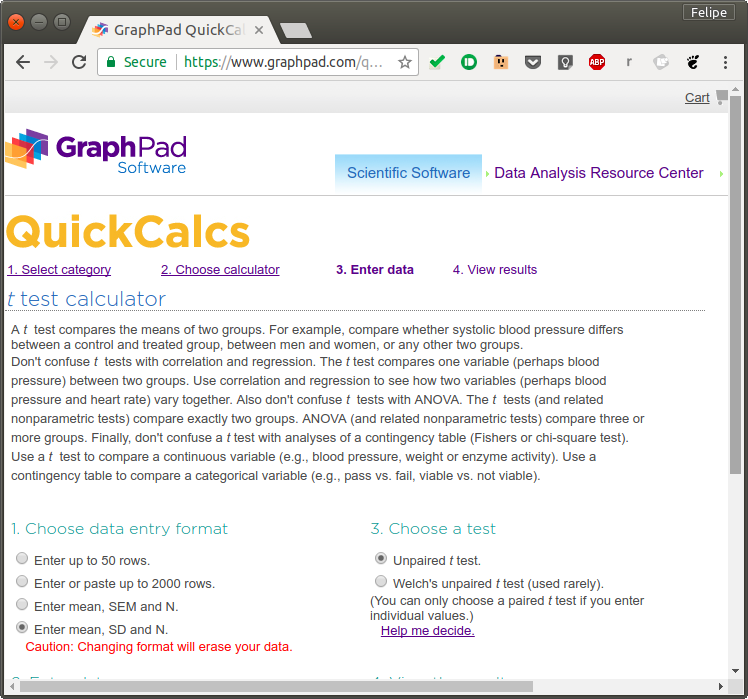 Felipe
GraphPad QuickCal
Secure https://www.graphpad.com/q...
ABP r
Cart
GraphPad
Software
Scientific Software Data Analysis Resource Center
QuickCalcs
1. Select category 2. Choose calculator 3. Enter data 4. View results
t test calculator
A t test compares the means of two groups. For example, compare whether systolic blood pressure differs
between a control and treated group, between men and women, or any other two groups.
Don't confuse t tests with correlation and regression. The t test compares one variable (perhaps blood
pressure) between two groups. Use correlation and regression to see how two variables (perhaps blood
pressure and heart rate) vary together. Also don't confuse t tests with ANOVA. The t tests (and related
nonparametric tests) compare exactly two groups. ANOVA (and related nonparametric tests) compare three or
more groups. Finally, don't confuse a t test with analyses of a contingency table (Fishers or chi-square test).
Use a t test to compare a continuous variable (e.g., blood pressure, weight or enzyme activity). Use a
contingency table to compare a categorical variable (e.g., pass vs. fail, viable vs. not viable).
1. Choose data entry format
Enter up to 50 rows.
Enter or paste up to 2000 rows.
Enter mean, SEM and N.
Enter mean, SD and N.
Caution: Changing format will erase your data.
3. Choose a test
Unpaired t test.
Welch's unpaired t test (used rarely).
(You can only choose a paired t test if you enter
individual values.)
Help me decide.